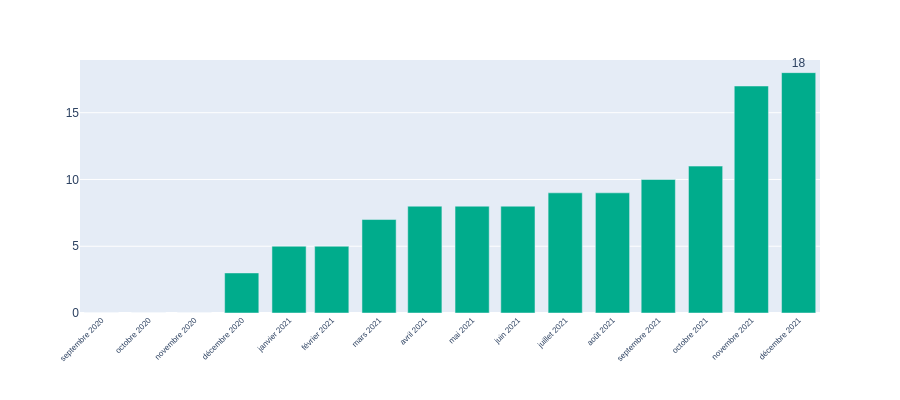 18
15
10
5
0
septembre 2020
octobre 2020
novembre 2020
décembre 2020
janvier 2021
février 2021
mars 2021
avril 2021
mai 2021
juin 2021
juillet 2021
août 2021
septembre 2021
octobre 2021
novembre 2021
décembre 2021